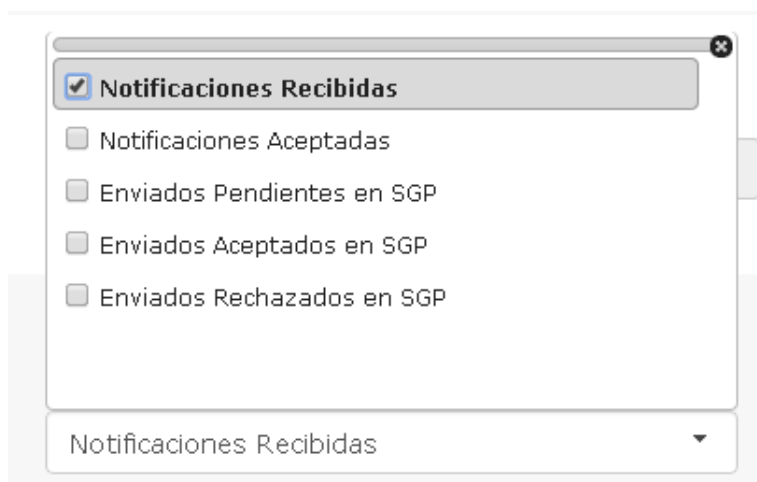 Notificaciones Recibidas
Notificaciones Aceptadas
Enviados Pendientes en SGP
Enviados Aceptados en SGP
Enviados Rechazados en SGP
Notificaciones Recibidas